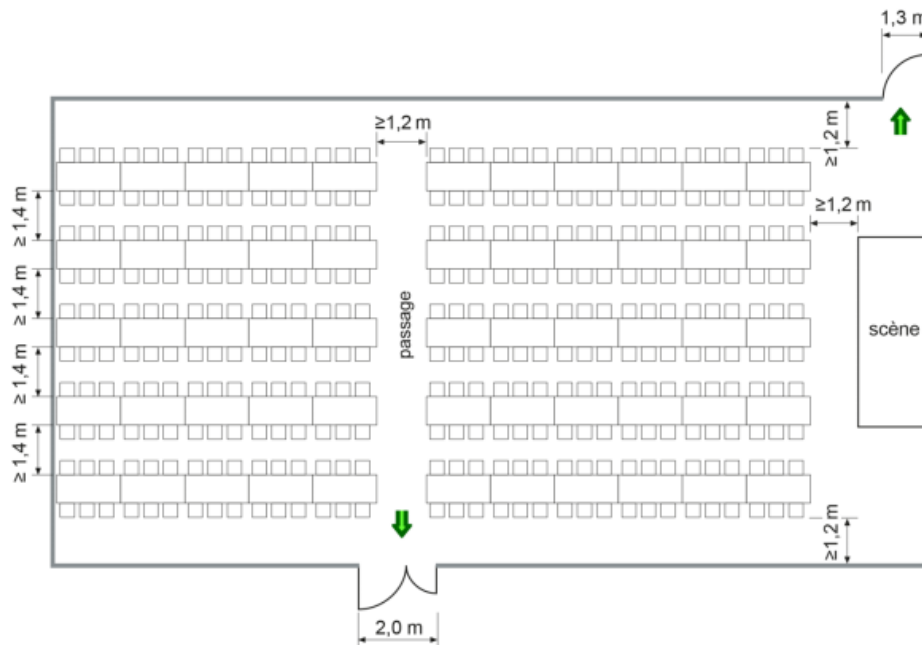 1,3 m
≥1,2 m
≥1,2 m
≥1,2 m
≥ 1,4 m
≥ 1,4 m
≥ 1,4 m
≥ 1,4 m
passage
scène
≥1,2 m
2,0 m